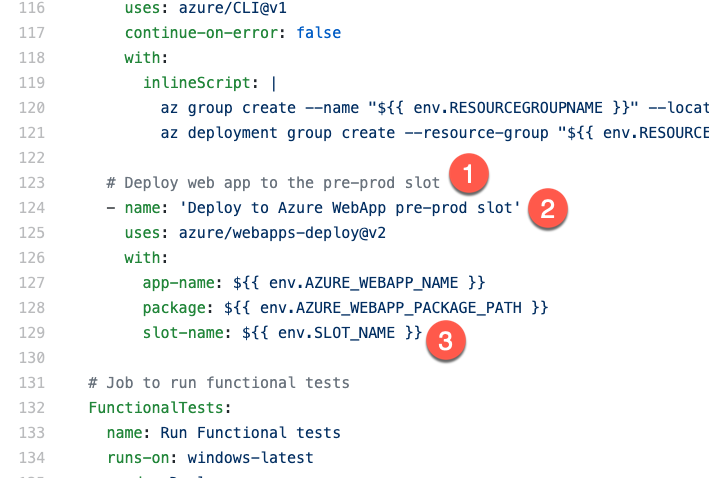 116 uses: azure/CLI@v1
117 continue-on-error: false
118 with:
119 inlineScript: |
120 az group create --name "${{ env.RESOURCEGROUPNAME }}" --locat
121 az deployment group create --resource-group "${{ env.RESOURCE
122
123 # Deploy web app to the pre-prod slot 1
124 - name: 'Deploy to Azure WebApp pre-prod slot' 2
125 uses: azure/webapps-deploy@v2
126 with:
127 app-name: ${{ env.AZURE_WEBAPP_NAME }}
128 package: ${{ env.AZURE_WEBAPP_PACKAGE_PATH }}
129 slot-name: ${{ env.SLOT_NAME }} 3
130
131 # Job to run functional tests
132 FunctionalTests:
133 name: Run Functional tests
134 runs-on: windows-latest